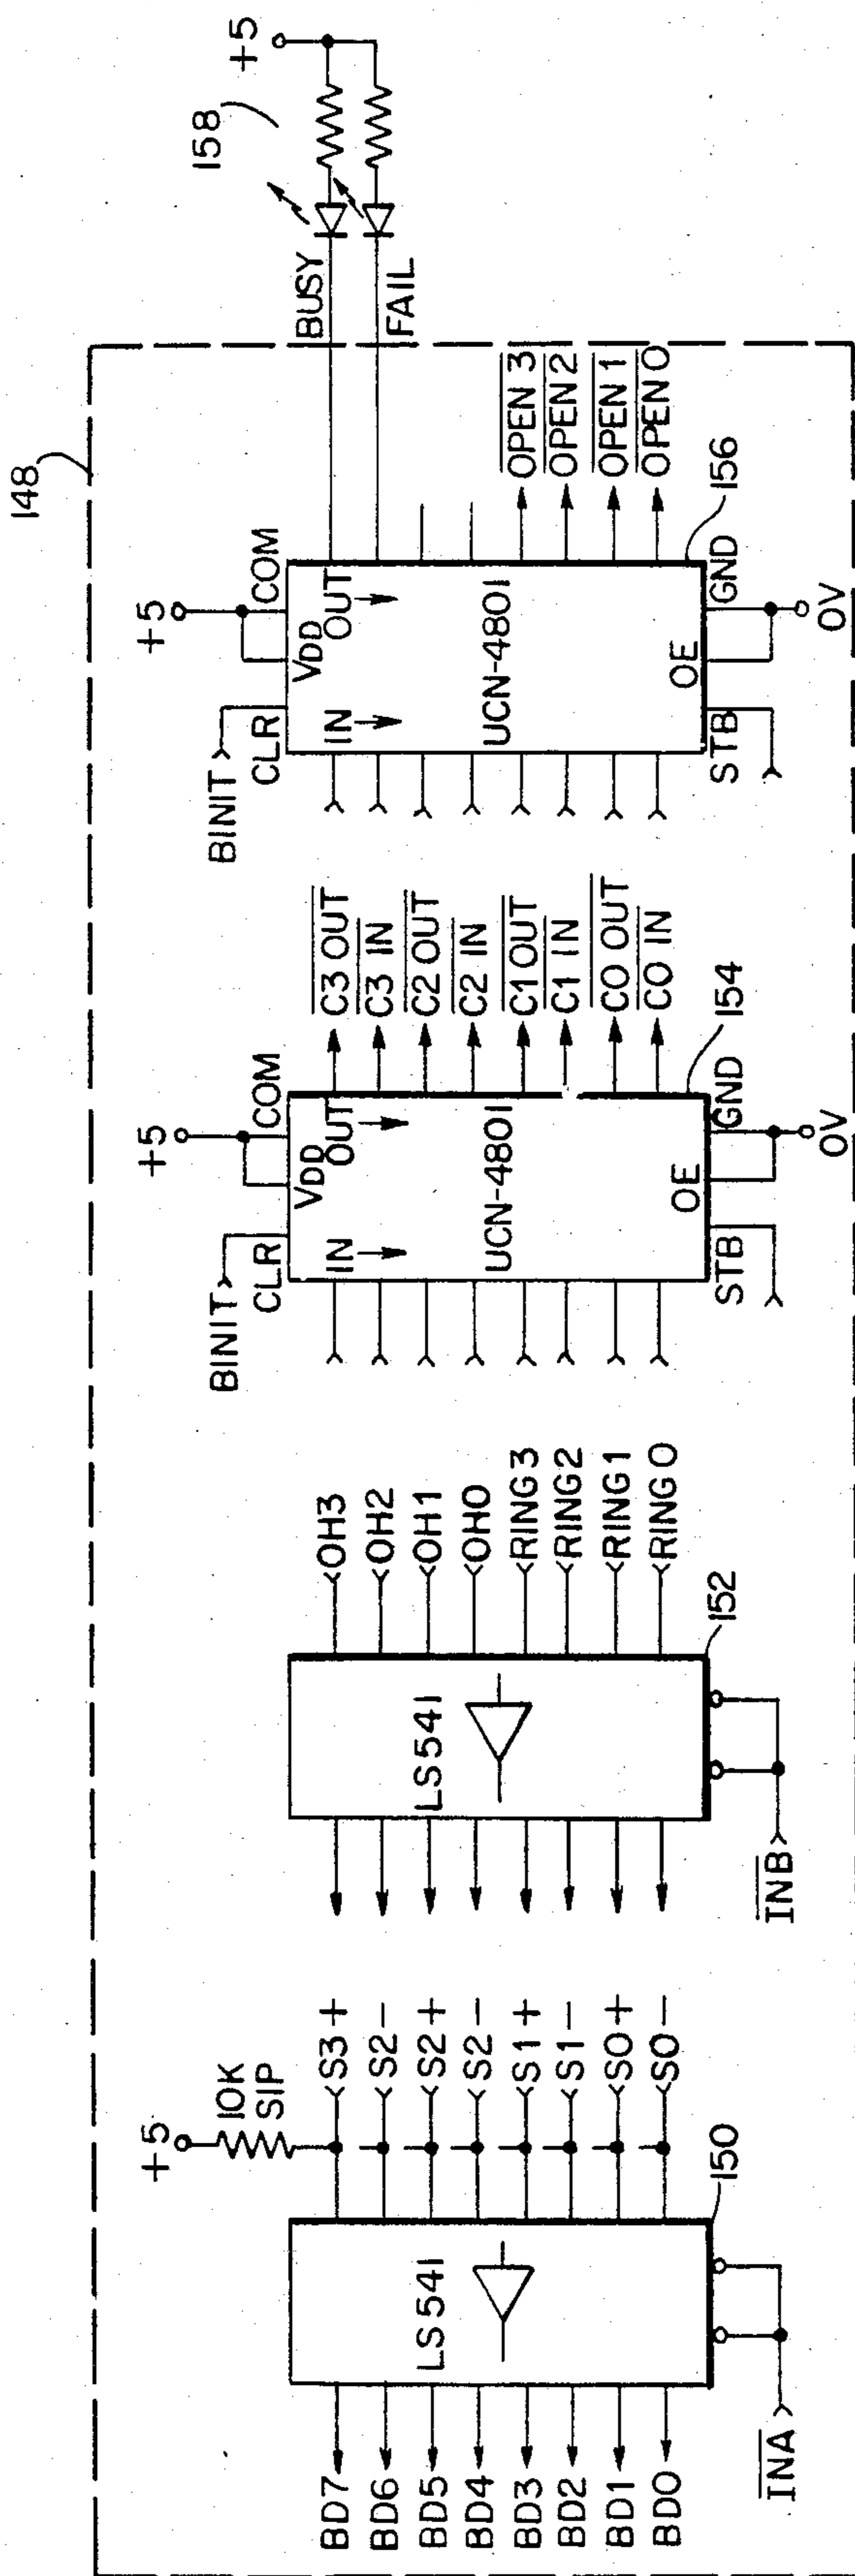 148
+5
10K
SIP
BD7
BD6
BD5
BD4
BD3
BD2
BD1
BD0
LS541
S3+
S2-
S2+
S2-
S1+
S1-
S0+
S0-
150
INA
LS541
OH3
OH2
OH1
OH0
RING3
RING2
RING1
RING0
152
INB
BINIT
+5
CLR
VDD
COM
IN
OUT
UCN-4801
C3 OUT
C3 IN
C2 OUT
C2 IN
C1 OUT
C1 IN
C0 OUT
C0 IN
STB
OE
GND
154
0V
BINIT
+5
CLR
VDD
COM
IN
OUT
UCN-4801
BUSY
FAIL
OPEN 3
OPEN 2
OPEN 1
OPEN 0
STB
OE
GND
156
0V
158
+5